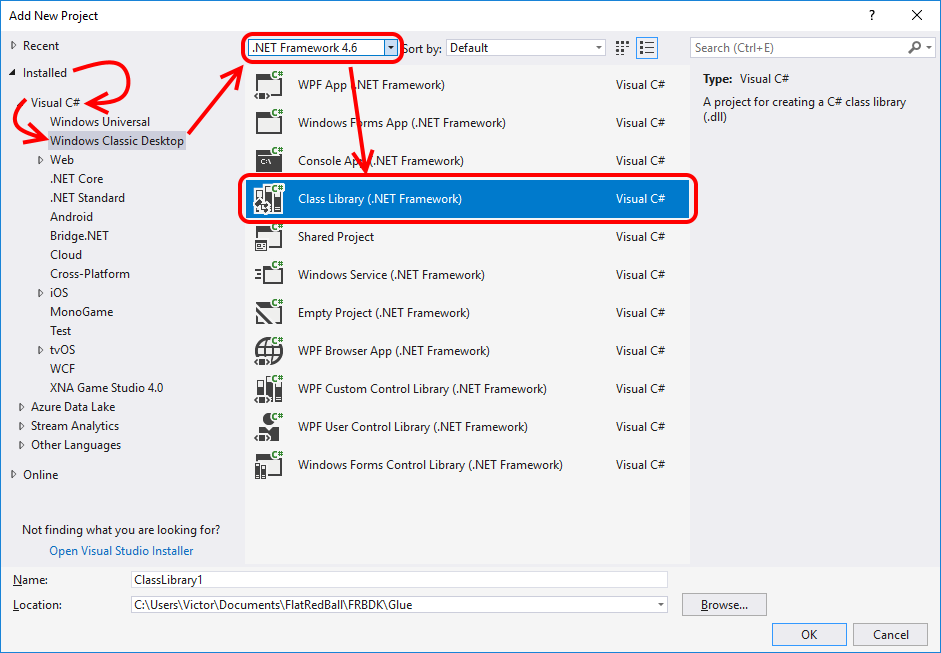 Add New Project
?
Recent
.NET Framework 4.6
Sort by:
Default
Search (Ctrl+E)
Installed
Visual C#
Windows Universal
Windows Classic Desktop
Web
.NET Core
.NET Standard
Android
Bridge.NET
Cloud
Cross-Platform
iOS
MonoGame
Test
tvOS
WCF
XNA Game Studio 4.0
Azure Data Lake
Stream Analytics
Other Languages
Online
Not finding what you are looking for?
Open Visual Studio Installer
C# WPF App (.NET Framework) Visual C#
C# Windows Forms App (.NET Framework) Visual C#
C# C:\ Console App (.NET Framework) Visual C#
C# Class Library (.NET Framework) Visual C#
C# Shared Project Visual C#
C# Windows Service (.NET Framework) Visual C#
C# Empty Project (.NET Framework) Visual C#
C# WPF Browser App (.NET Framework) Visual C#
C# WPF Custom Control Library (.NET Framework) Visual C#
C# WPF User Control Library (.NET Framework) Visual C#
C# Windows Forms Control Library (.NET Framework) Visual C#
Type: Visual C#
A project for creating a C# class library
(.dll)
Name: ClassLibrary1
Location: C:\Users\Victor\Documents\FlatRedBall\FRBDK\Glue
Browse...
OK
Cancel